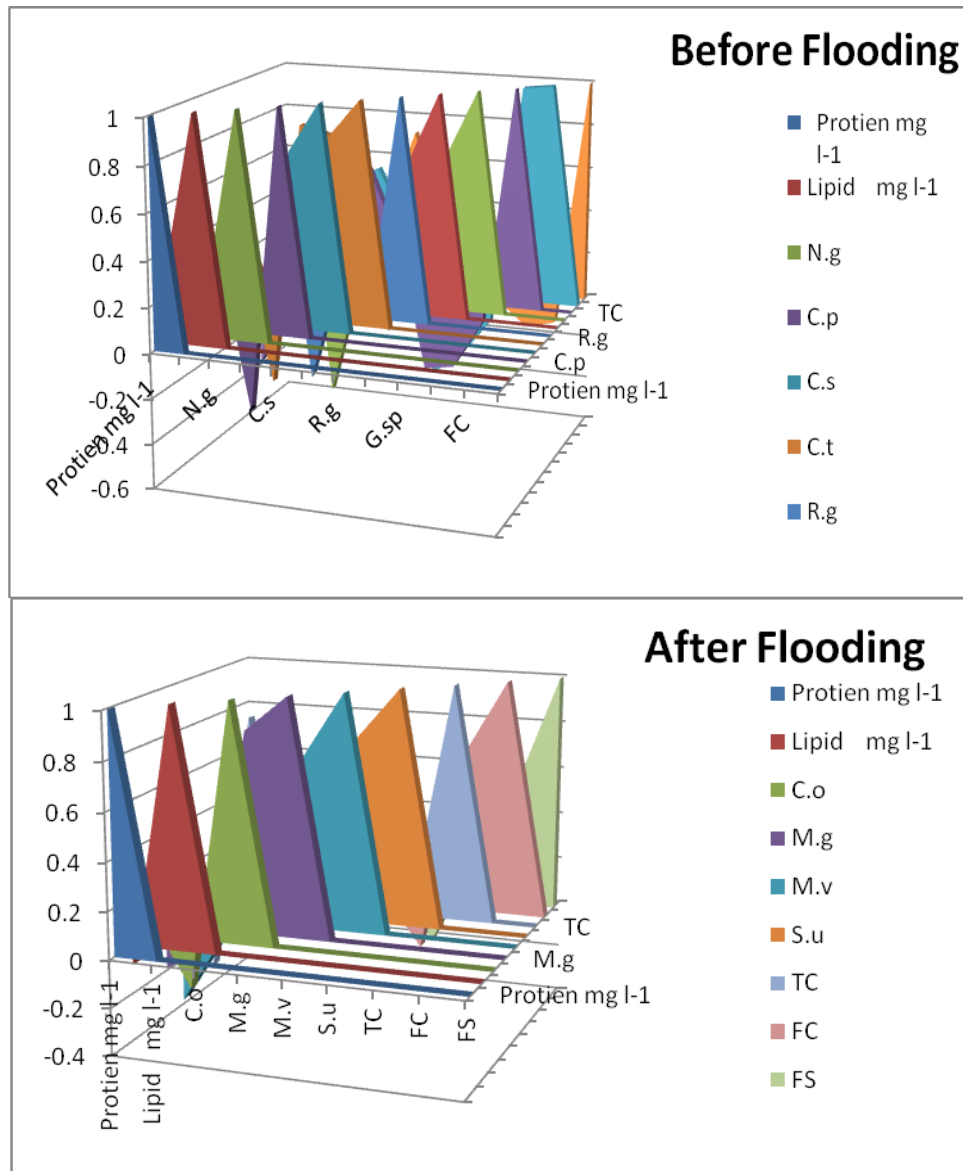 Before Flooding
1
0.8
0.6
0.4
0.2
0
-0.2
-0.4
-0.6
Protien mg l-1
N.g
C.s
R.g
G.sp
FC
TC
R.g
C.p
Protien mg l-1
Protien mg
l-1
Lipid mg l-1
N.g
C.p
C.s
C.t
R.g
After Flooding
1
0.8
0.6
0.4
0.2
0
-0.2
-0.4
Protien mg l-1
Lipid mg l-1
C.o
M.g
M.v
S.u
TC
FC
FS
TC
M.g
Protien mg l-1
Protien mg l-1
Lipid mg l-1
C.o
M.g
M.v
S.u
TC
FC
FS